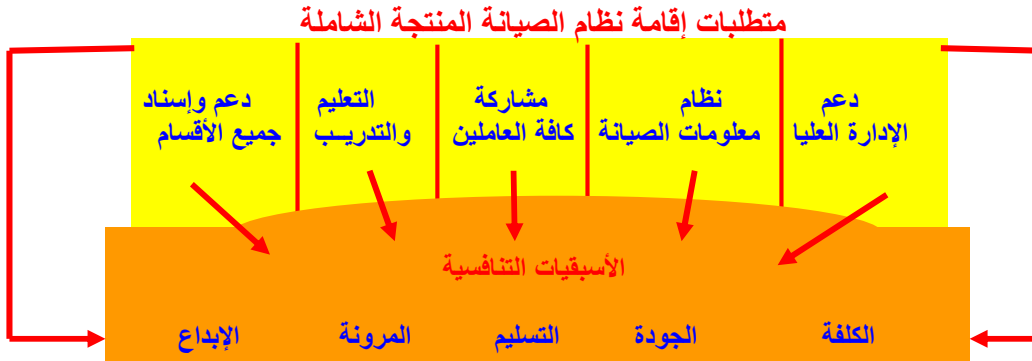 متطلبات إقامة نظام الصيانة المنتجة الشاملة
دعم
الإدارة العليا
نظام
معلومات الصيانة
مشاركة
كافة العاملين
التعليم
والتدريــب
دعم وإسناد
جميع الأقسام
الأسبقيات التنافسية
الكلفة
الجودة
التسليم
المرونة
الإبداع